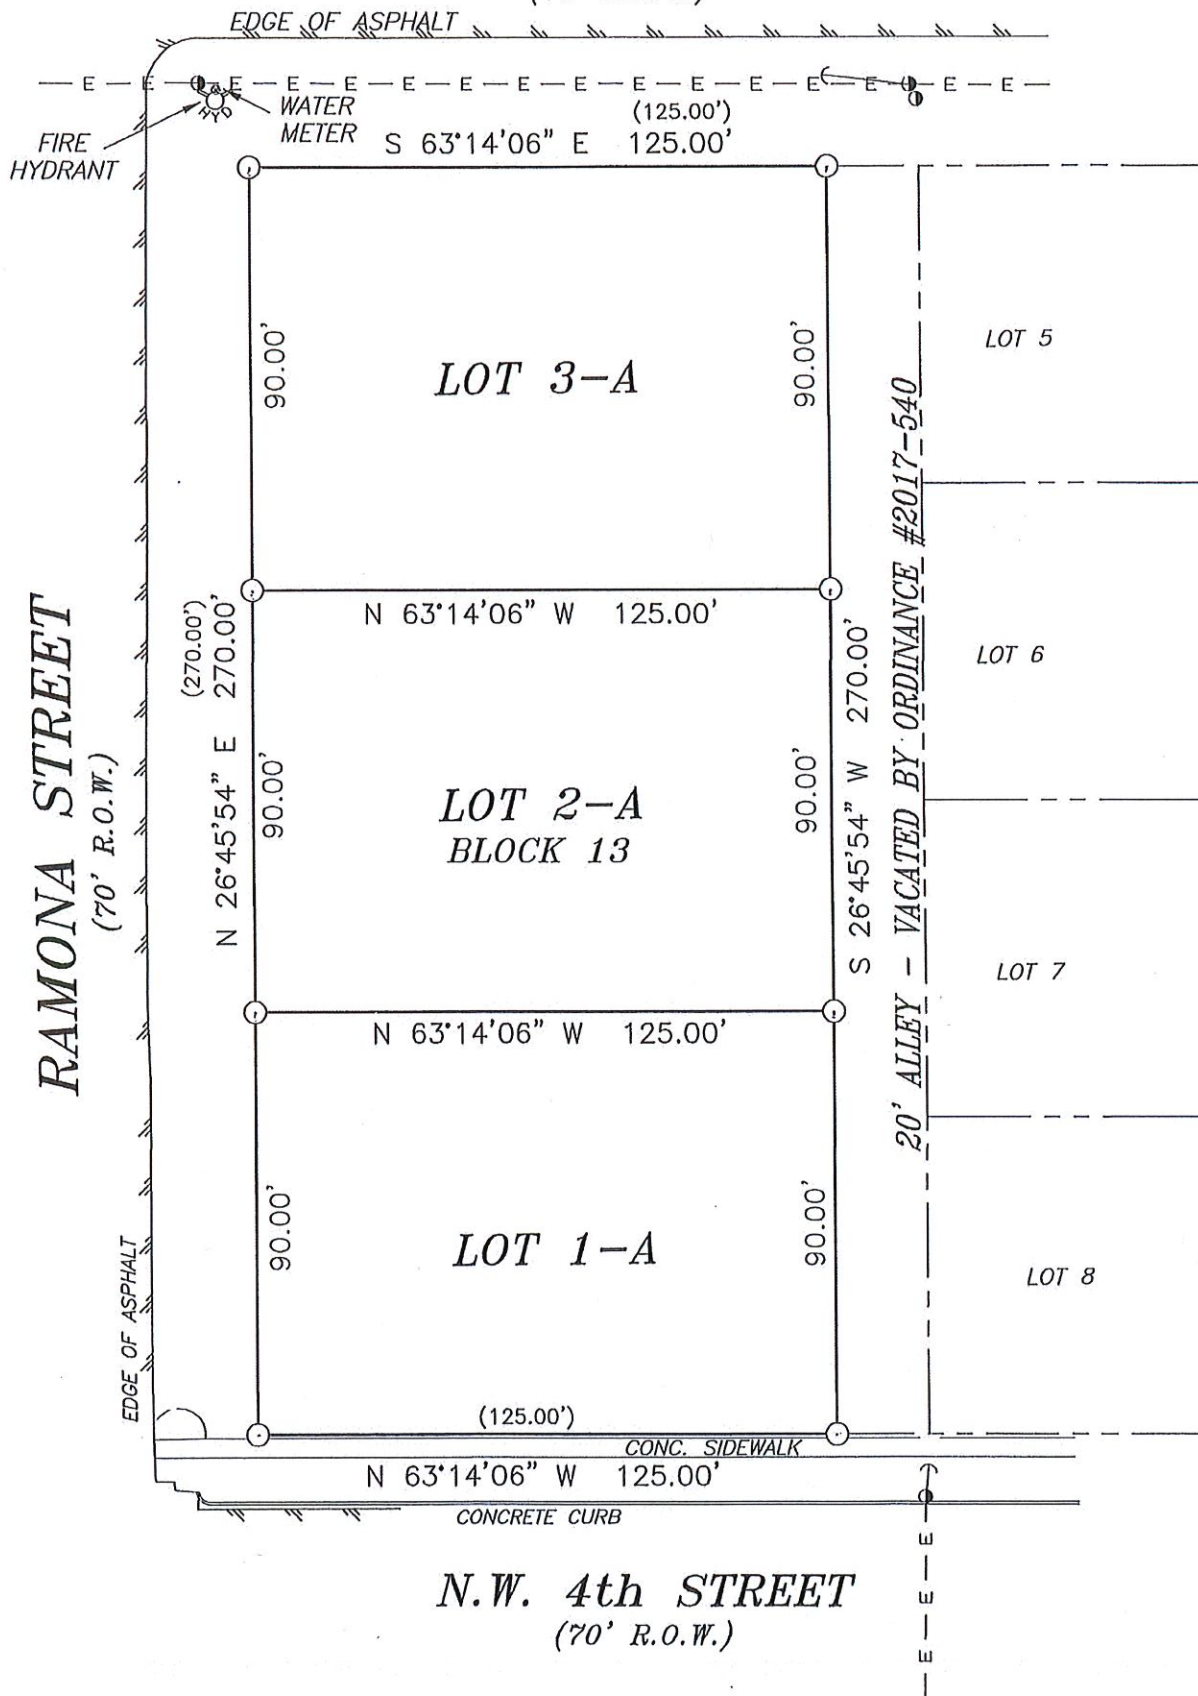 EDGE OF ASPHALT
E E E E E E E E E E E E E E E E
HYD
WATER
METER
FIRE
HYDRANT
(125.00')
S 63°14'06" E 125.00'
90.00'
LOT 3-A
90.00'
LOT 5
N 63°14'06" W 125.00'
RAMONA STREET
(70' R.O.W.)
(270.00')
N 26°45'54" E 270.00'
90.00'
LOT 2-A
BLOCK 13
90.00'
S 26°45'54" W 270.00'
20' ALLEY - VACATED BY ORDINANCE #2017-540
LOT 6
LOT 7
N 63°14'06" W 125.00'
90.00'
LOT 1-A
90.00'
LOT 8
EDGE OF ASPHALT
(125.00')
CONC. SIDEWALK
N 63°14'06" W 125.00'
CONCRETE CURB
N.W. 4th STREET
(70' R.O.W.)
E E E